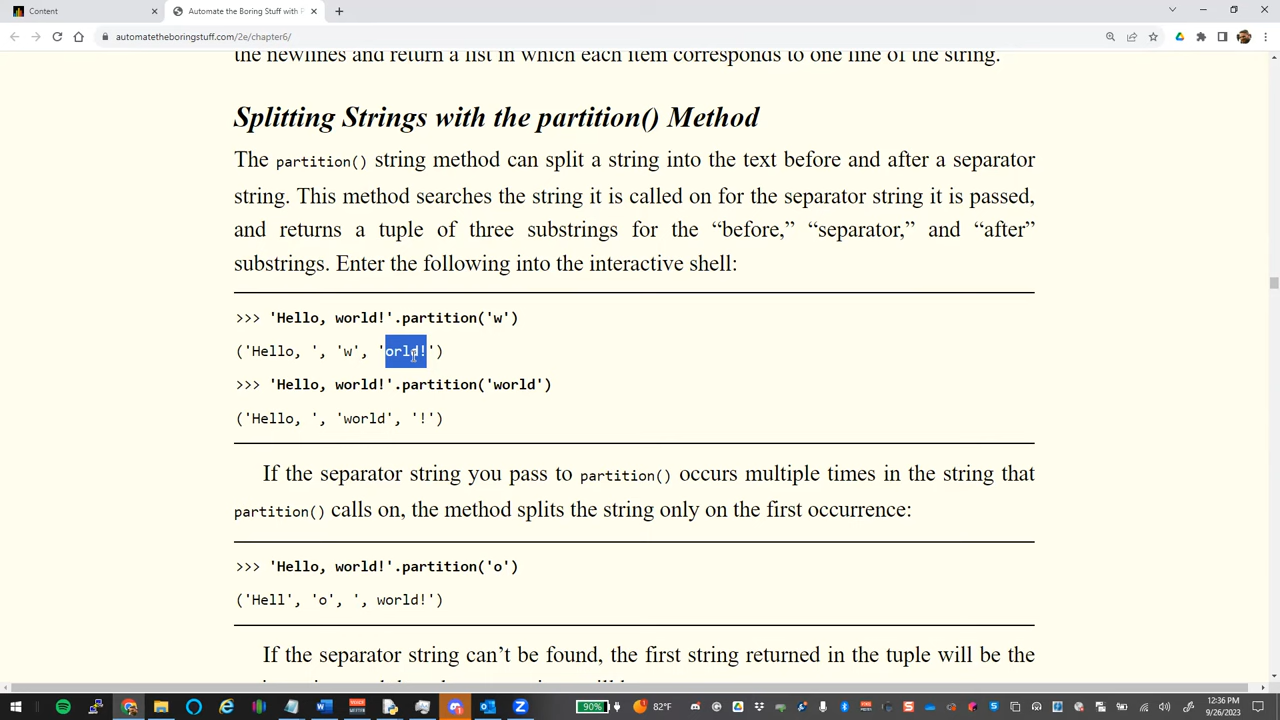 Content
Automate the Boring Stuff with P
automatetheboringstuff.com/2e/chapter6/
the newlines and return a list in which each item corresponds to one line of the string.
Splitting Strings with the partition() Method
The partition() string method can split a string into the text before and after a separator
string. This method searches the string it is called on for the separator string it is passed,
and returns a tuple of three substrings for the “before,” “separator,” and “after”
substrings. Enter the following into the interactive shell:
>>> 'Hello, world!'.partition('w')
('Hello, ', 'w', 'orld!')
>>> 'Hello, world!'.partition('world')
('Hello, ', 'world', '!')
If the separator string you pass to partition() occurs multiple times in the string that
partition() calls on, the method splits the string only on the first occurrence:
>>> 'Hello, world!'.partition('o')
('Hell', 'o', ', world!')
If the separator string can’t be found, the first string returned in the tuple will be the
90%
82°F
12:36 PM
9/26/2023